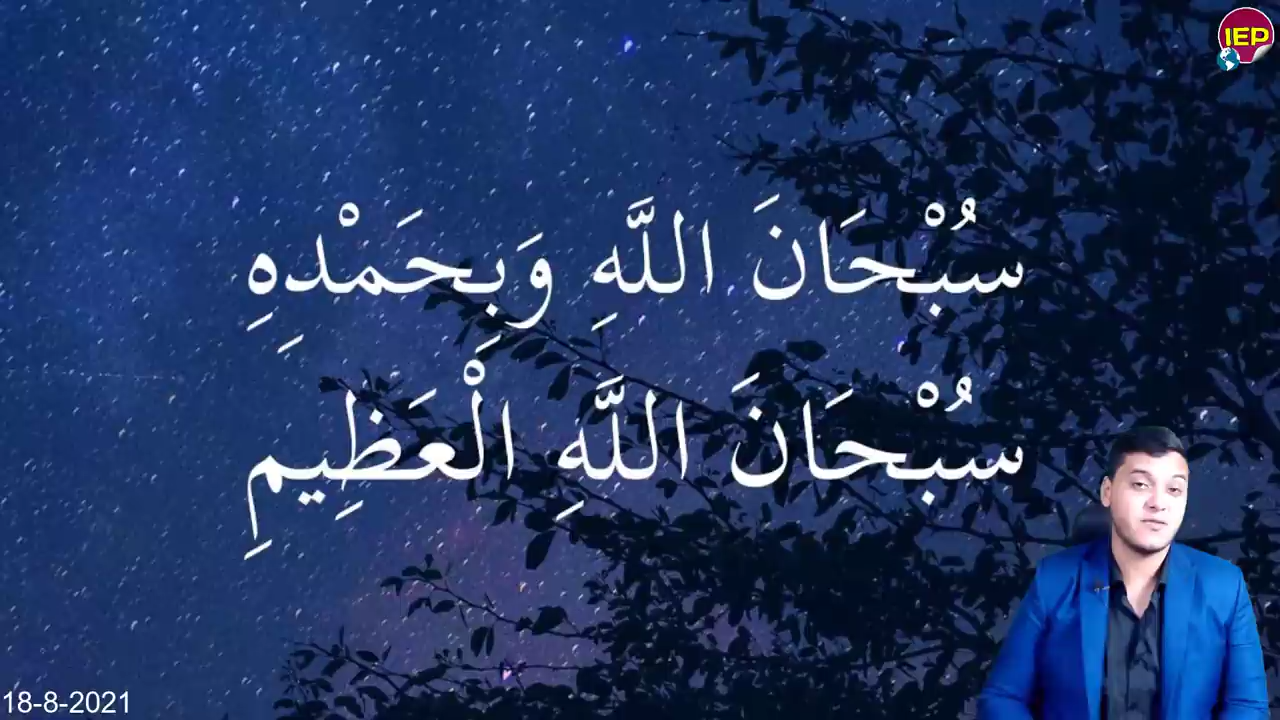 IEP
سُبْحَانَ اللَّهِ وَبِحَمْدِهِ
سُبْحَانَ اللَّهِ الْعَظِيمِ
18-8-2021